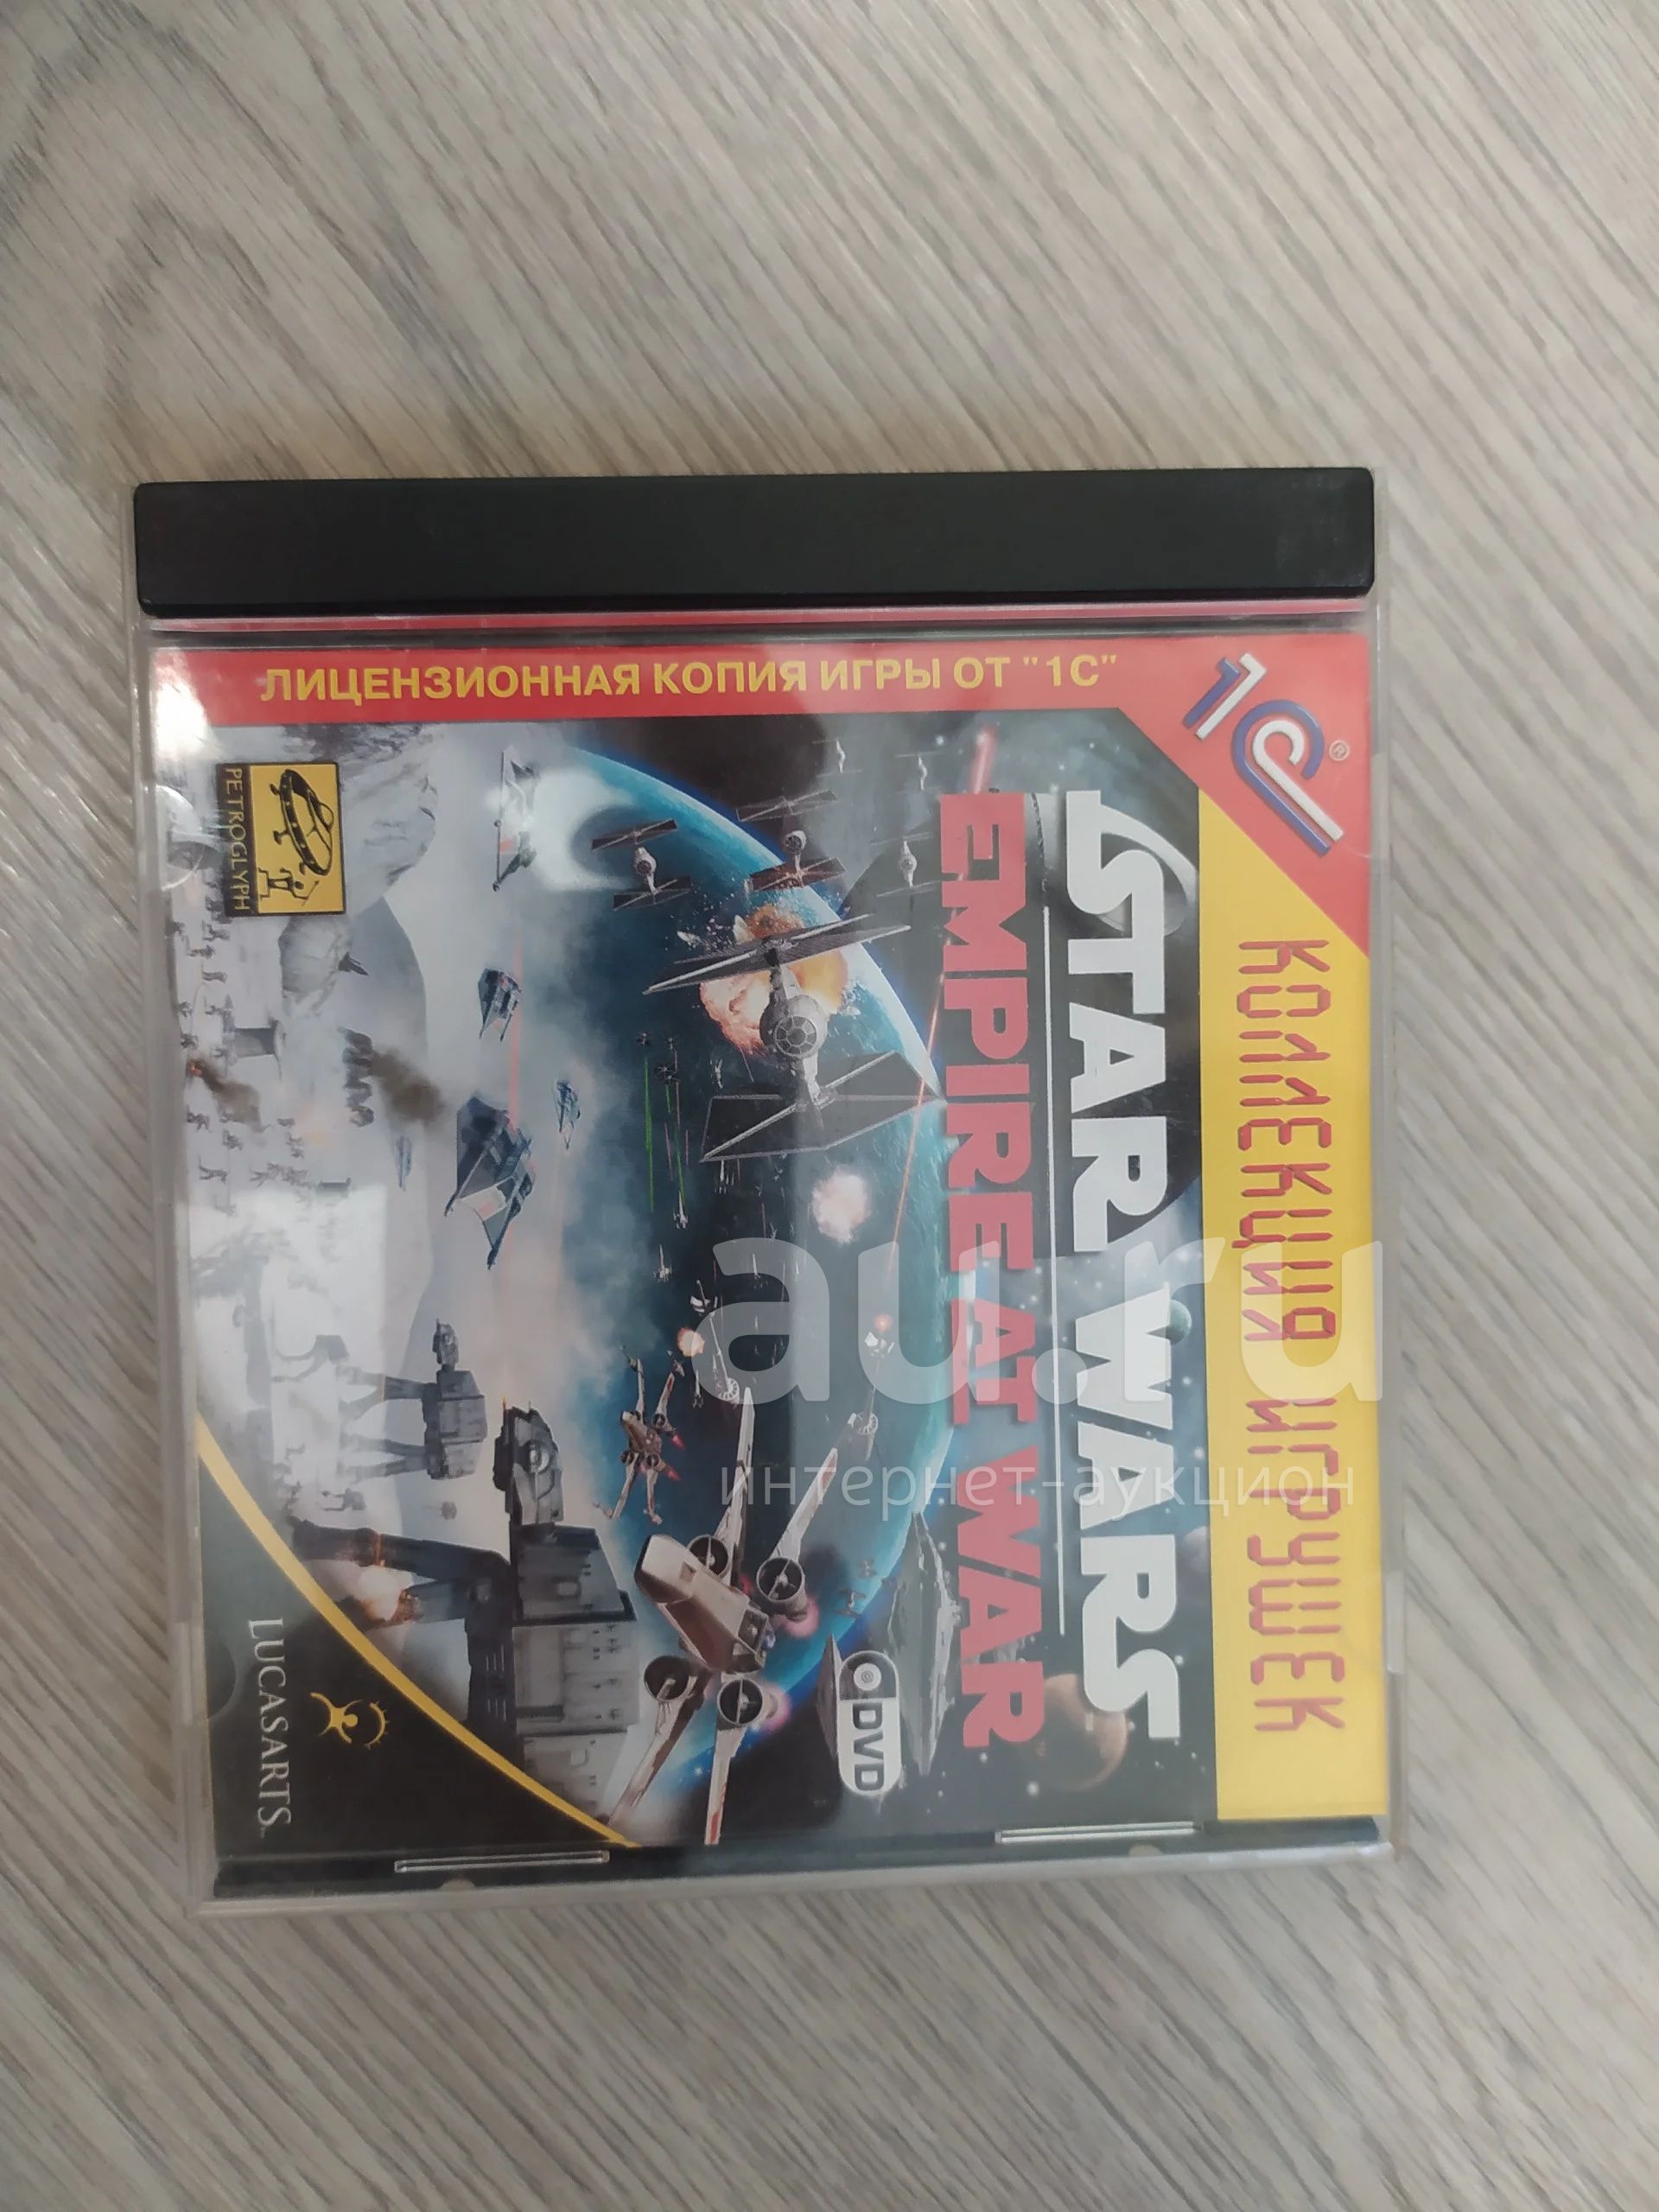 ЛИЦЕНЗИОННАЯ КОПИЯ ИГРЫ ОТ "1С"
1С®
КОЛЛЕКЦИЯ ИГРУШЕК
STAR WARS
EMPIRE AT WAR
DVD
PETROGLYPH
LUCASARTS
au.ru
интернет-аукцион